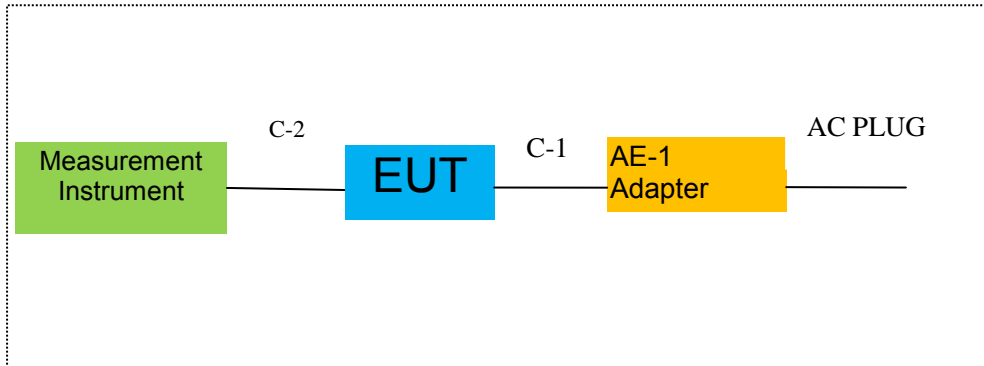 AC PLUG
C-2
C-1
Measurement
Instrument
EUT
AE-1
Adapter